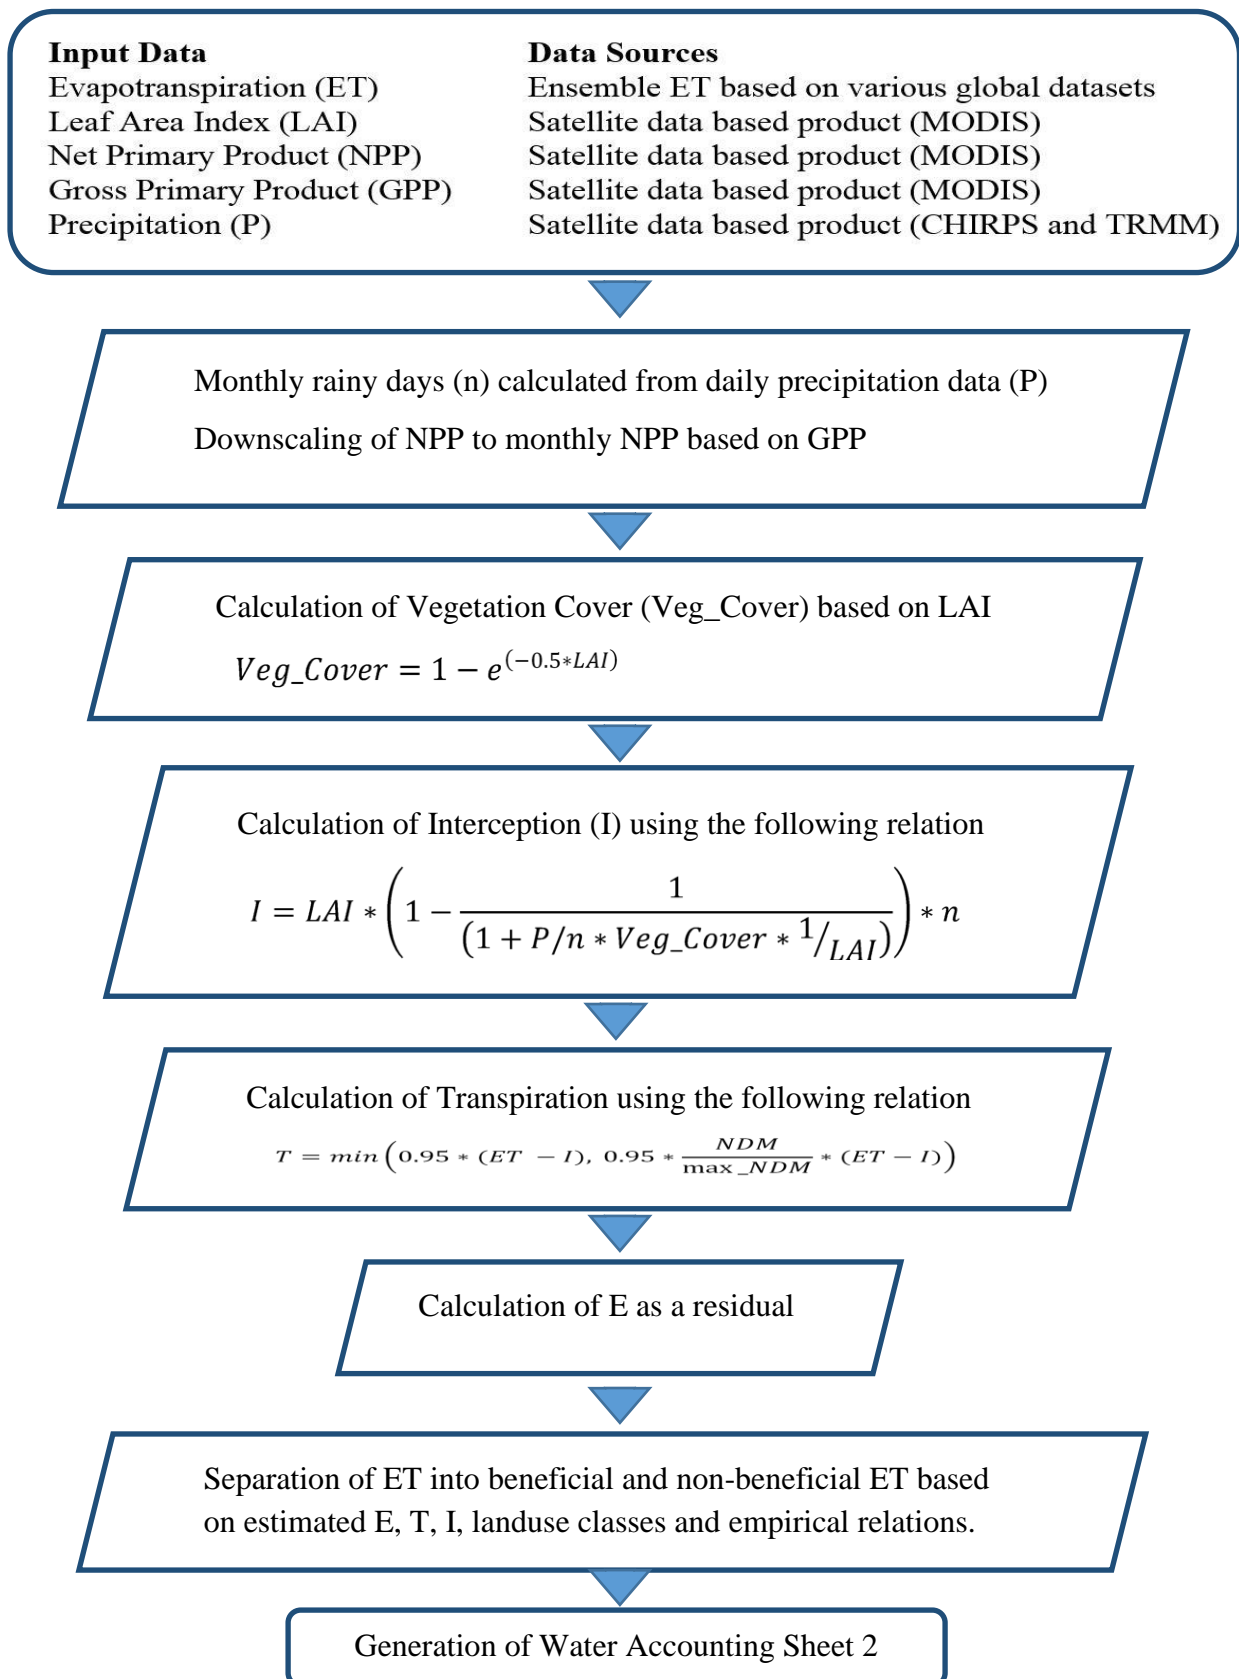 Input Data Data Sources
Evapotranspiration (ET) Ensemble ET based on various global datasets
Leaf Area Index (LAI) Satellite data based product (MODIS)
Net Primary Product (NPP) Satellite data based product (MODIS)
Gross Primary Product (GPP) Satellite data based product (MODIS)
Precipitation (P) Satellite data based product (CHIRPS and TRMM)
Monthly rainy days (n) calculated from daily precipitation data (P)
Downscaling of NPP to monthly NPP based on GPP
Calculation of Vegetation Cover (Veg_Cover) based on LAI
Veg_Cover = 1 − e^(−0.5*LAI)
Calculation of Interception (I) using the following relation
I = LAI * (1 − 1/(1 + P/n * Veg_Cover * 1/LAI)) * n
Calculation of Transpiration using the following relation
T = min(0.95 * (ET − I), 0.95 * NDM/max_NDM * (ET − I))
Calculation of E as a residual
Separation of ET into beneficial and non-beneficial ET based
on estimated E, T, I, landuse classes and empirical relations.
Generation of Water Accounting Sheet 2